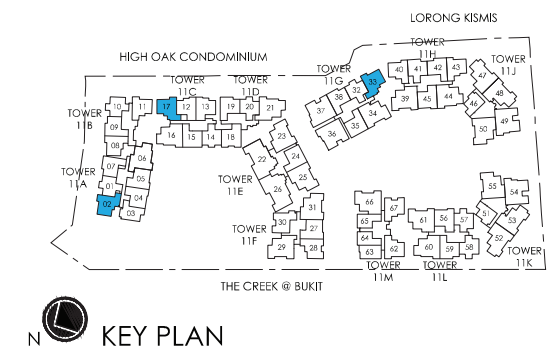 LORONG KISMIS
HIGH OAK CONDOMINIUM
TOWER
11H
TOWER
11J
TOWER
11G
TOWER
11C
TOWER
11D
33
40 41 42 43
47
48
46
49
50
32
38
37
39 45 44
34
35
36
10 11
17 12 13
19 20 21
TOWER
11B
09
08
16 15 14 18
23
22
24
25
26
06
07
05
TOWER
11A
01
04
02
03
TOWER
11E
31
30
27
TOWER
11F
29 28
66
67
65
64
63 62
TOWER
11M
61 56 57
60 59 58
TOWER
11L
55
54
51
53
52
TOWER
11K
THE CREEK @ BUKIT
N
KEY PLAN